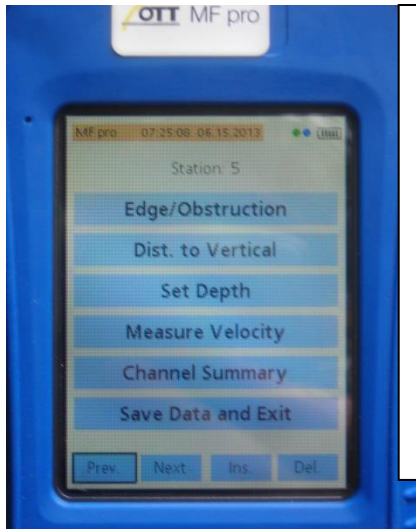 OTT MF pro
MF pro 07:25:08 06.15.2013
Station: 5
Edge/Obstruction
Dist. to Vertical
Set Depth
Measure Velocity
Channel Summary
Save Data and Exit
Prev. Next Ins. Del.